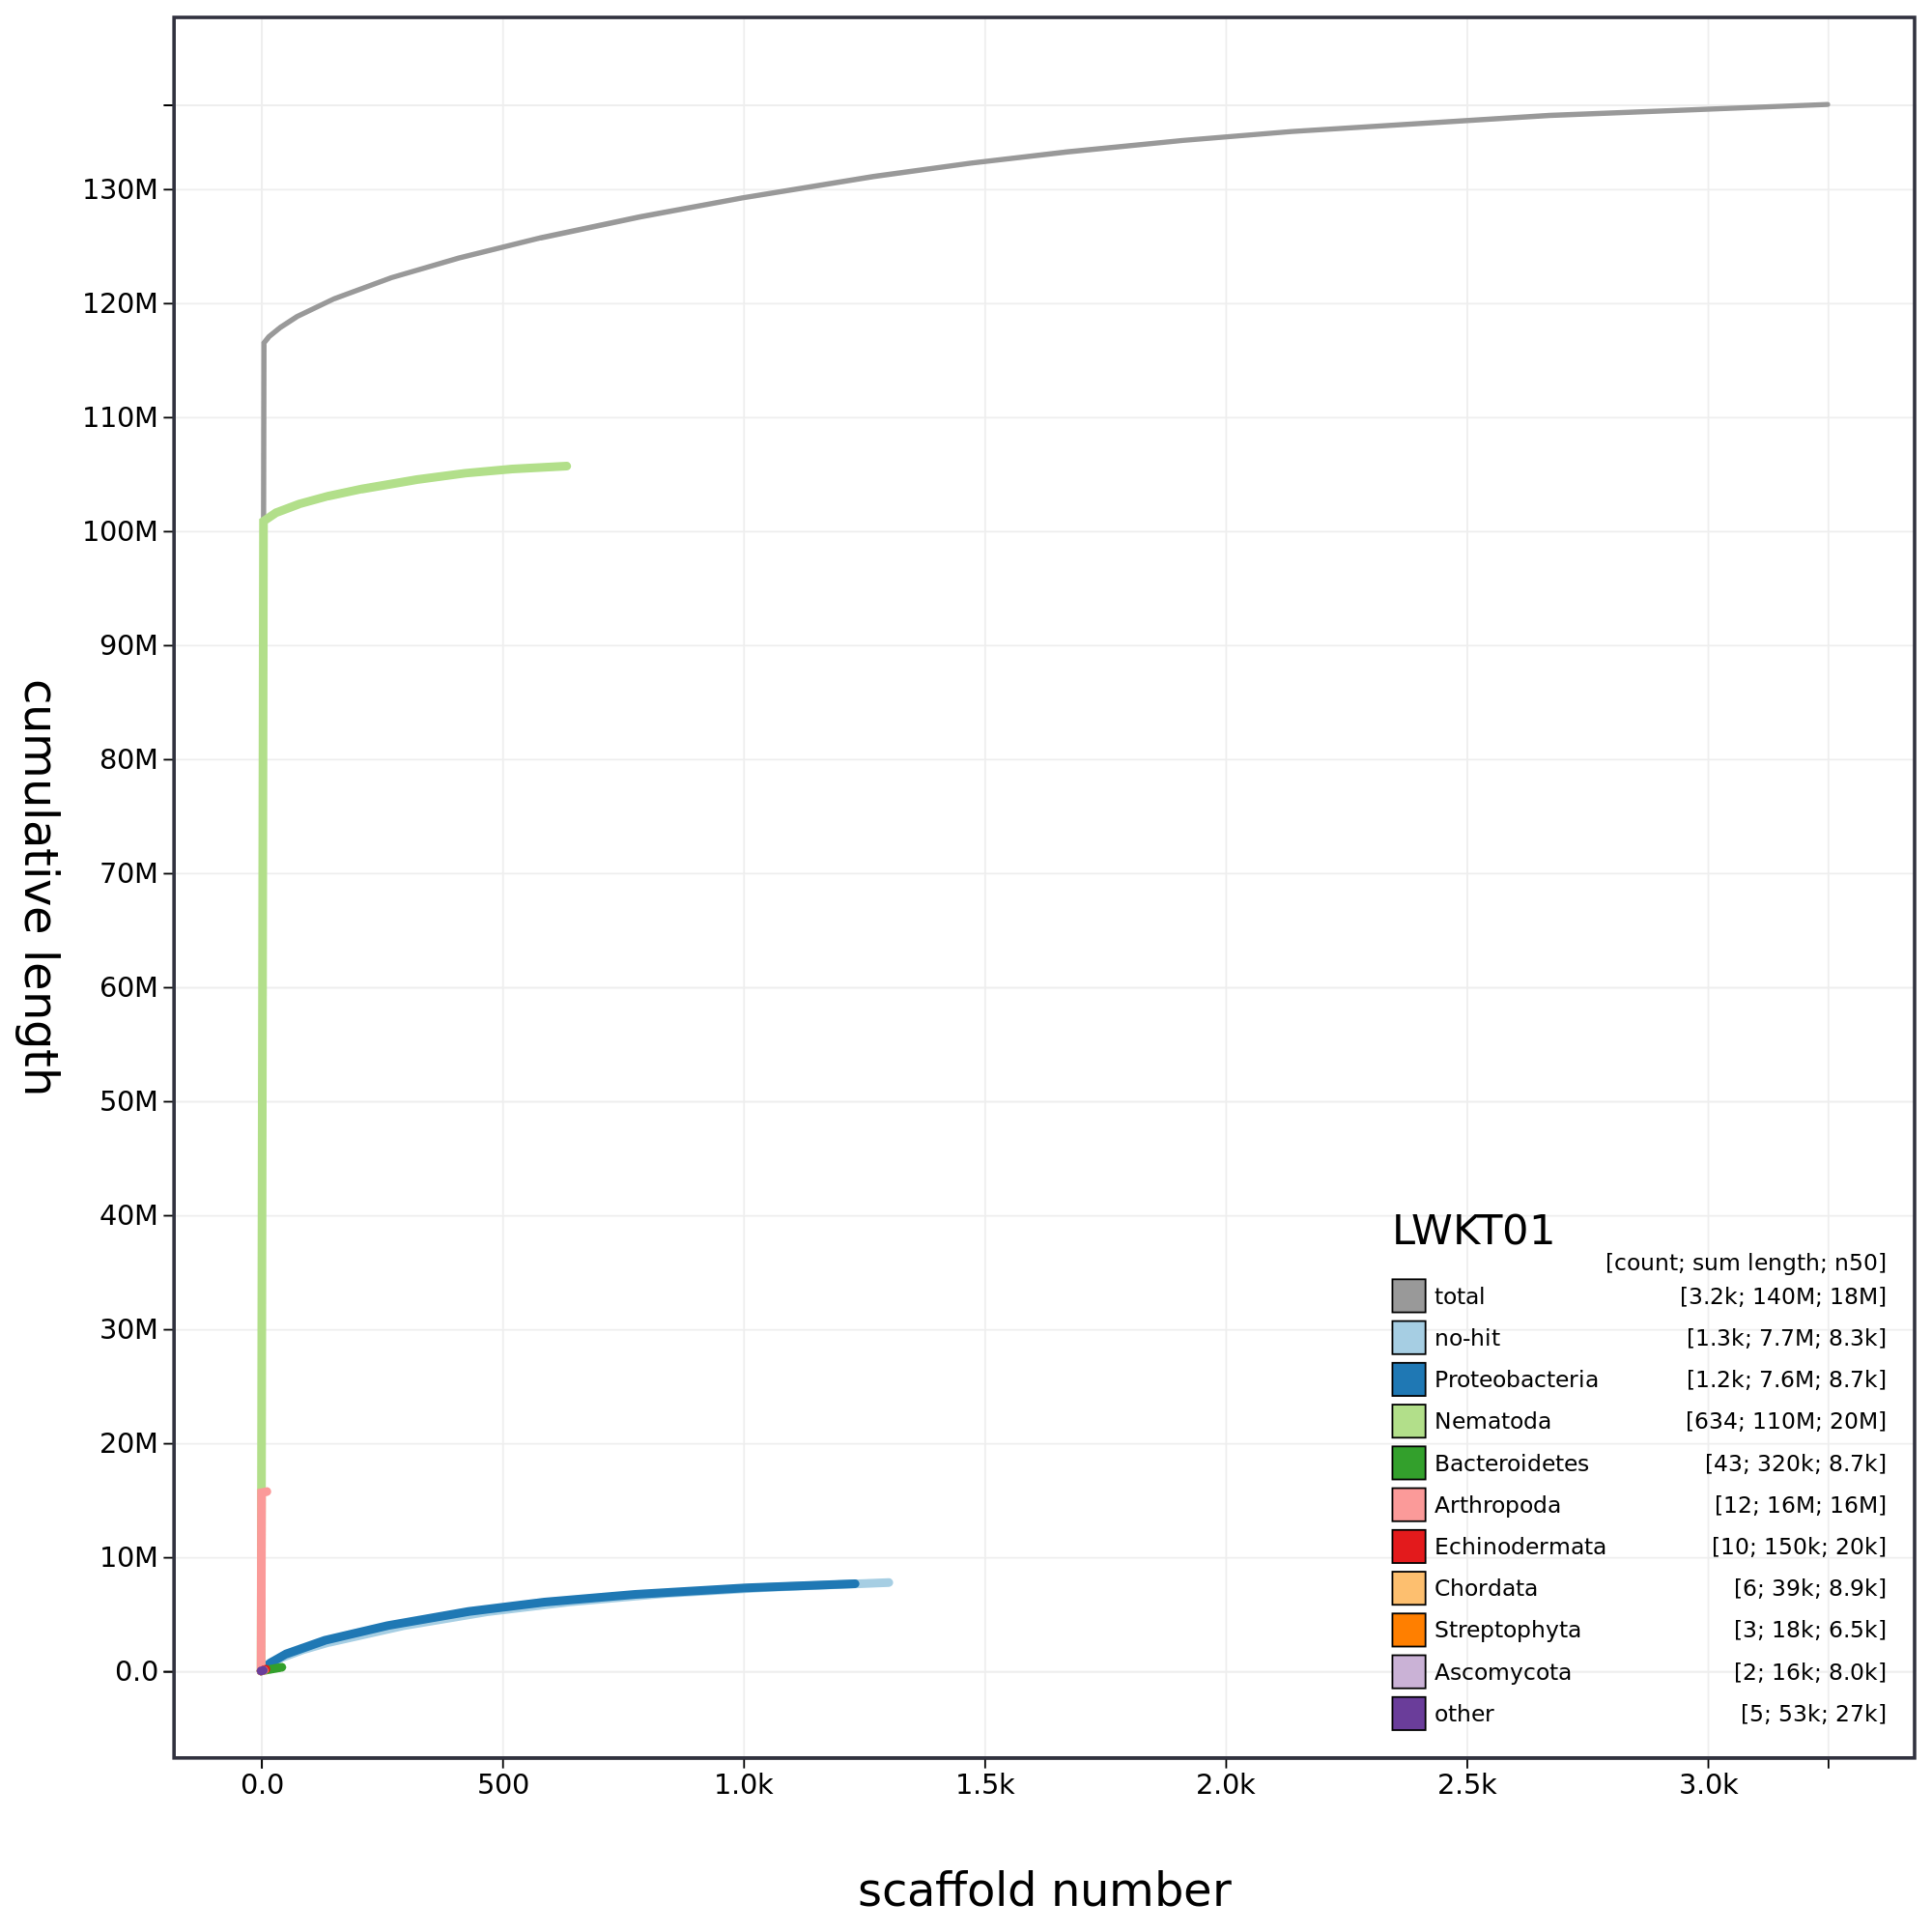 cumulative length
130M
120M
110M
100M
90M
80M
70M
60M
50M
40M
30M
20M
10M
0.0
LWKT01
[count; sum length; n50]
total [3.2k; 140M; 18M]
no-hit [1.3k; 7.7M; 8.3k]
Proteobacteria [1.2k; 7.6M; 8.7k]
Nematoda [634; 110M; 20M]
Bacteroidetes [43; 320k; 8.7k]
Arthropoda [12; 16M; 16M]
Echinodermata [10; 150k; 20k]
Chordata [6; 39k; 8.9k]
Streptophyta [3; 18k; 6.5k]
Ascomycota [2; 16k; 8.0k]
other [5; 53k; 27k]
0.0 500 1.0k 1.5k 2.0k 2.5k 3.0k
scaffold number